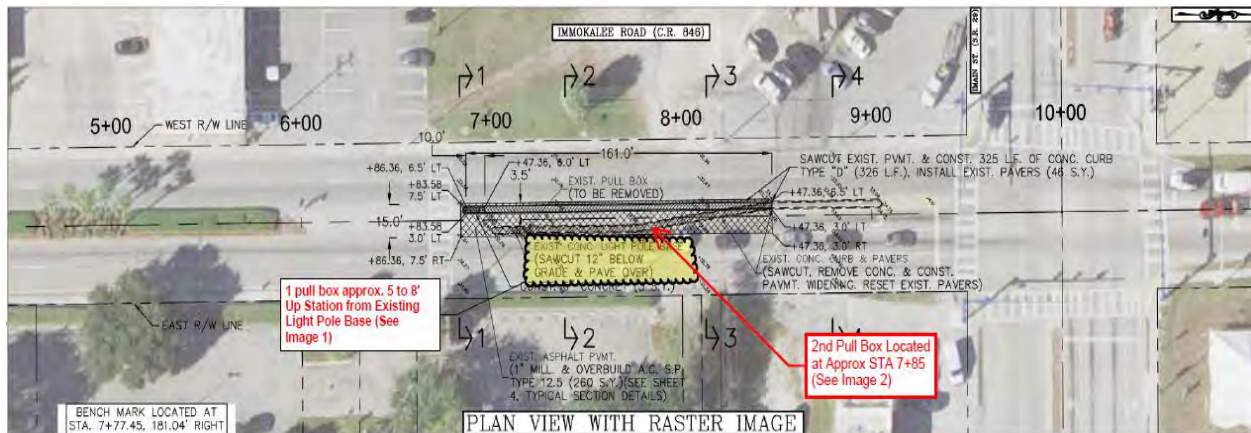 IMMOKALEE ROAD (C.R. 846)
MAIN ST. (S.R. 29)
1
2
3
4
5+00
WEST R/W LINE
6+00
7+00
8+00
9+00
10+00
10.0'
161.0'
+86.36, 6.5' LT
+47.36, 6.0' LT
3.5'
SAWCUT EXIST. PVMT. & CONST. 325 L.F. OF CONC. CURB
TYPE "D" (326 L.F.), INSTALL EXIST. PAVERS (46 S.Y.)
+83.58
7.5' LT
EXIST. PULL BOX
(TO BE REMOVED)
+47.36, 6.5' LT
15.0'
+83.58
3.0' LT
+47.36, 3.0' LT
+47.36, 3.0' RT
+86.36, 7.5' RT
EXIST. CONC. LIGHT POLE BASE
(SAWCUT 12" BELOW
GRADE & PAVE OVER)
EXIST. CONC. CURB & PAVERS
(SAWCUT, REMOVE CONC. & CONST.
PAVMT. WIDENING. RESET EXIST. PAVERS)
1 pull box approx. 5 to 8'
Up Station from Existing
Light Pole Base (See
Image 1)
EAST R/W LINE
1
2
3
4
2nd Pull Box Located
at Approx STA 7+85
(See Image 2)
EXIST. ASPHALT PVMT.
(1" MILL. & OVERBUILD A.C. S.P.
TYPE 12.5 (260 S.Y.)(SEE SHEET
4, TYPICAL SECTION DETAILS)
BENCH MARK LOCATED AT
STA. 7+77.45, 181.04' RIGHT
PLAN VIEW WITH RASTER IMAGE